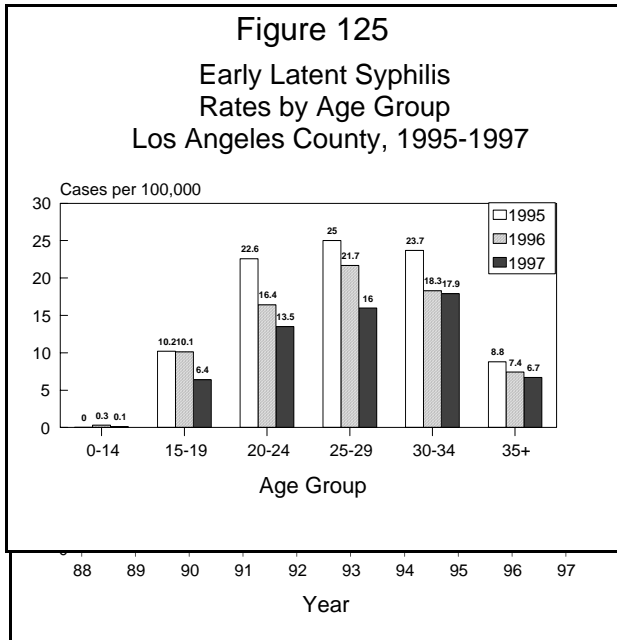 Figure 125
Early Latent Syphilis
Rates by Age Group
Los Angeles County, 1995-1997
Cases per 100,000
30
25
20
15
10
5
0
1995
1996
1997
0 0.3 0.1
10.2 10.1 6.4
22.6 16.4 13.5
25 21.7 16
23.7 18.3 17.9
8.8 7.4 6.7
0-14 15-19 20-24 25-29 30-34 35+
Age Group
88 89 90 91 92 93 94 95 96 97
Year